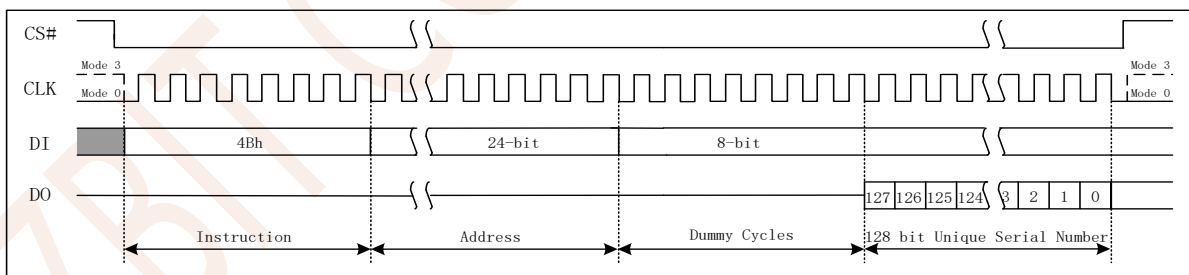 CS#
Mode 3
Mode 3
CLK
Mode 0
Mode 0
DI
4Bh
24-bit
8-bit
DO
127 126 125 124 3 2 1 0
Instruction
Address
Dummy Cycles
128 bit Unique Serial Number